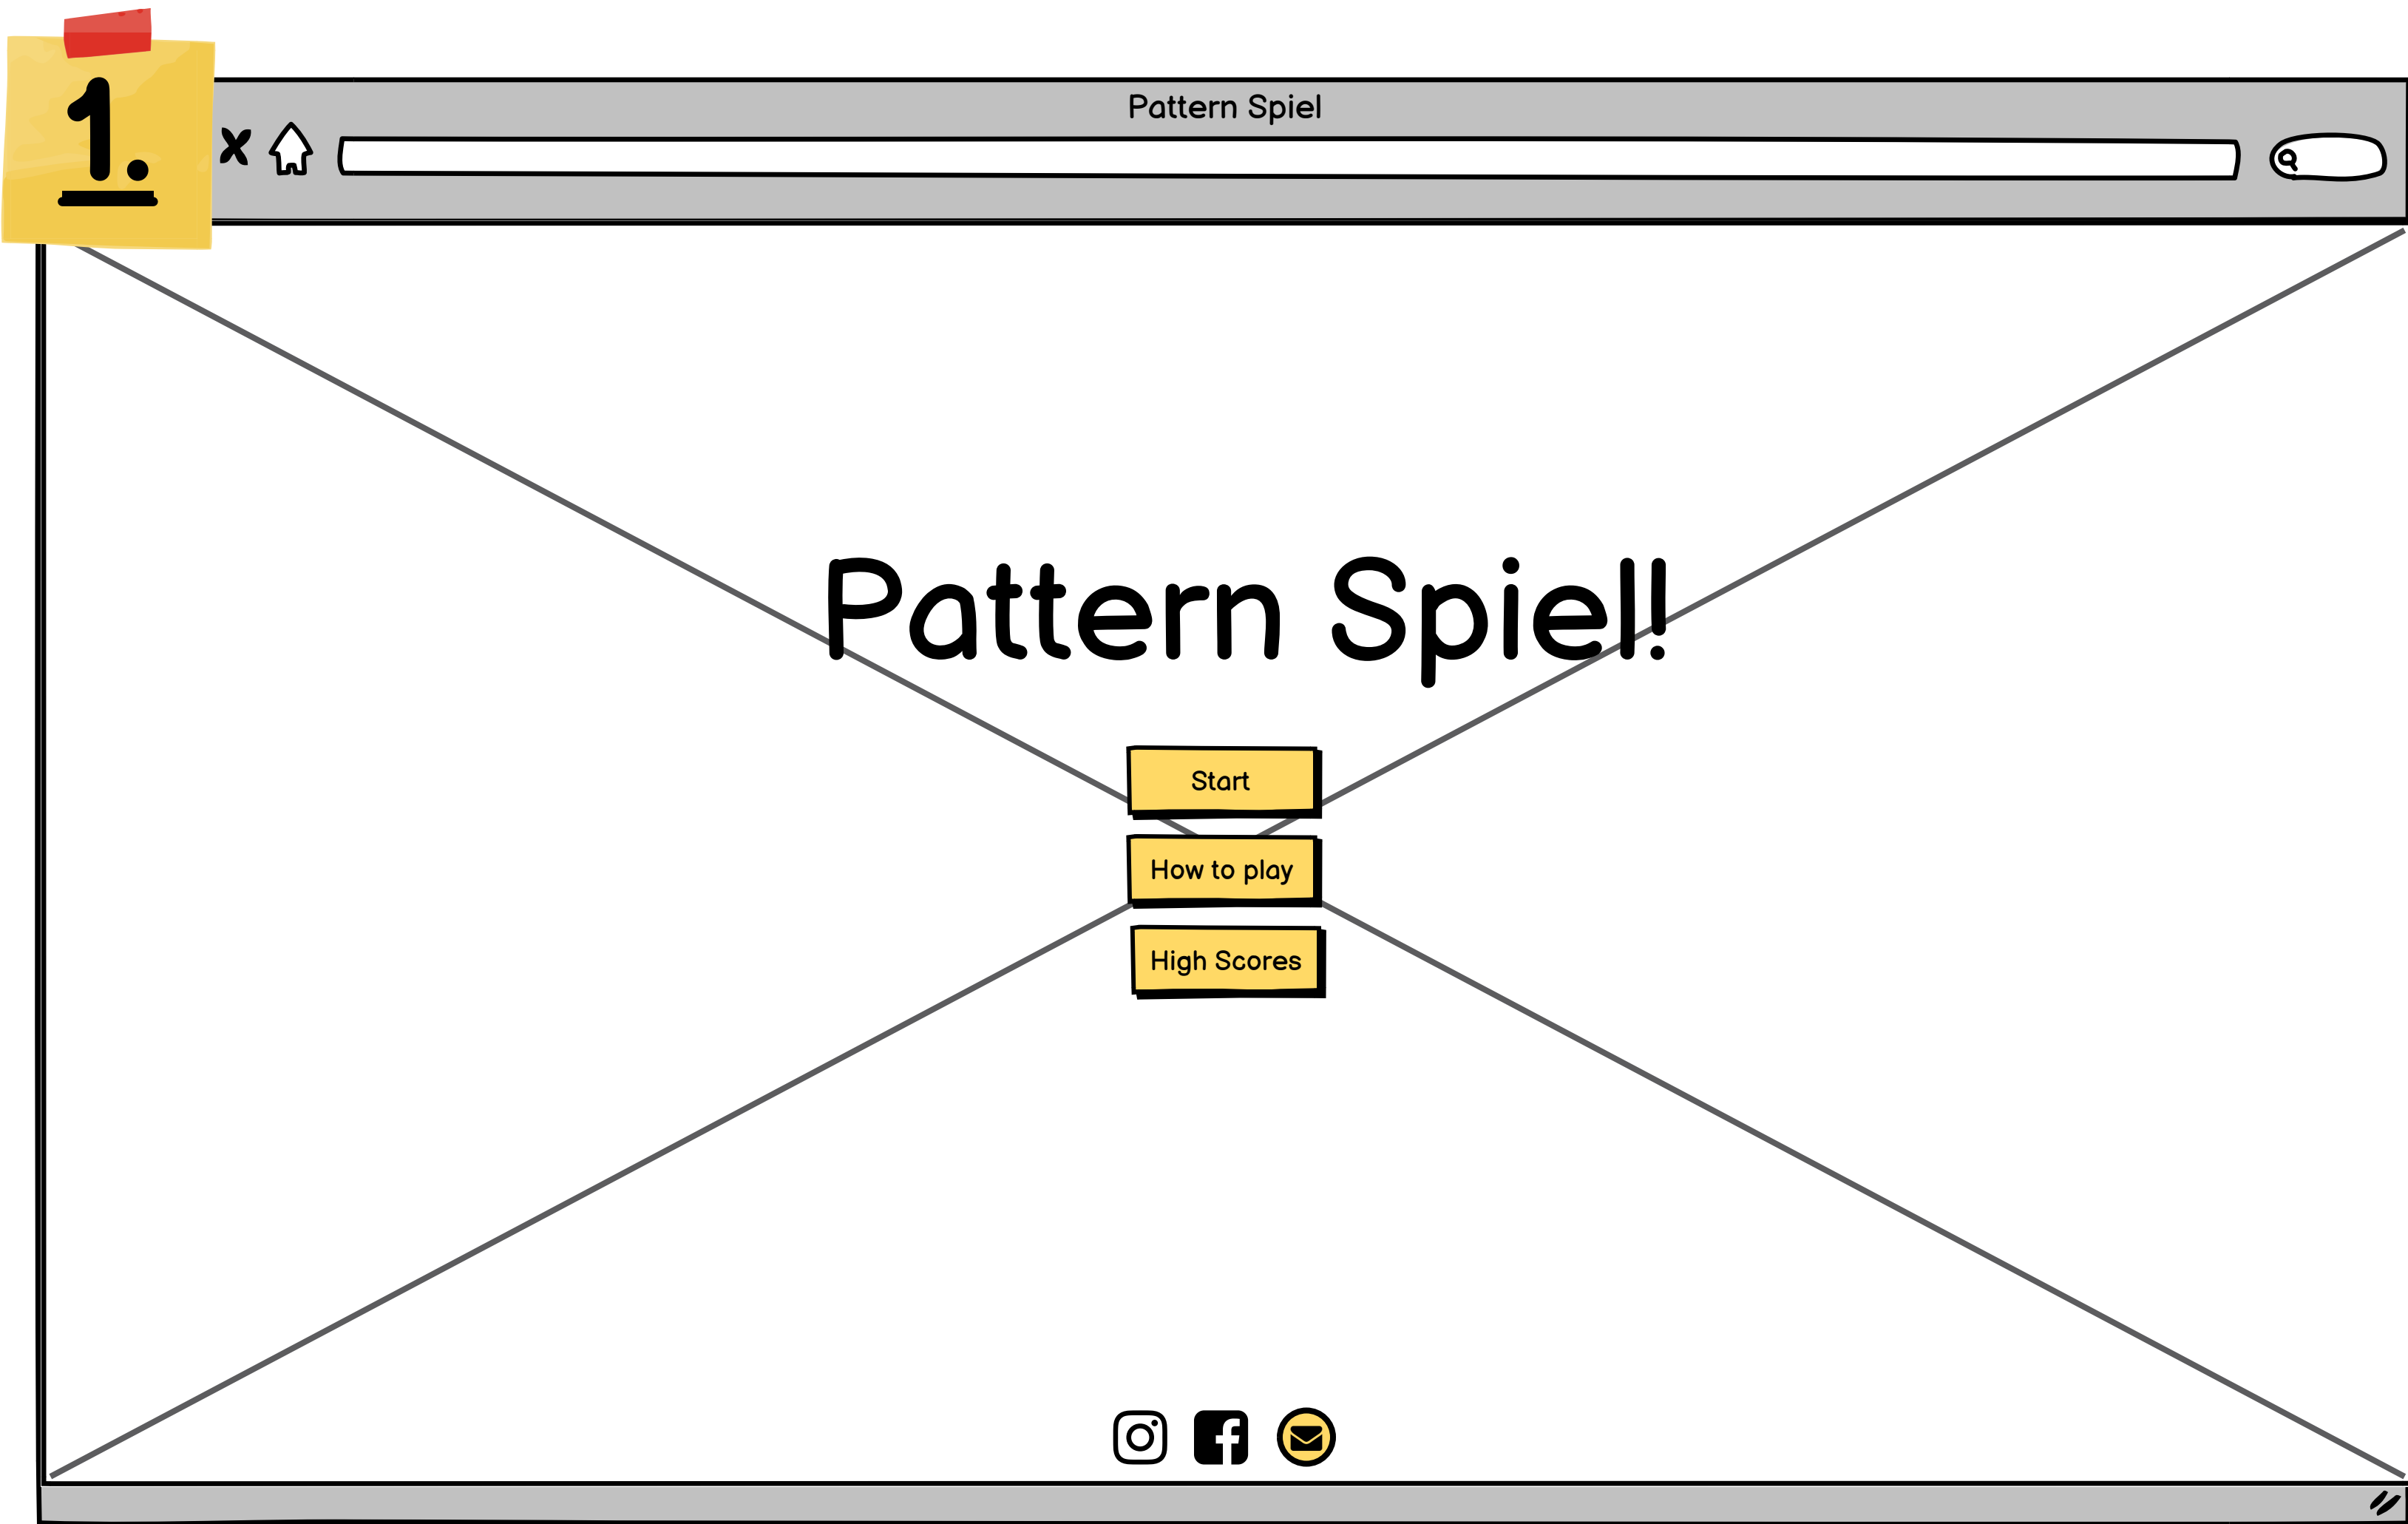 1.
Pattern Spiel
Pattern Spiel!
Start
How to play
High Scores